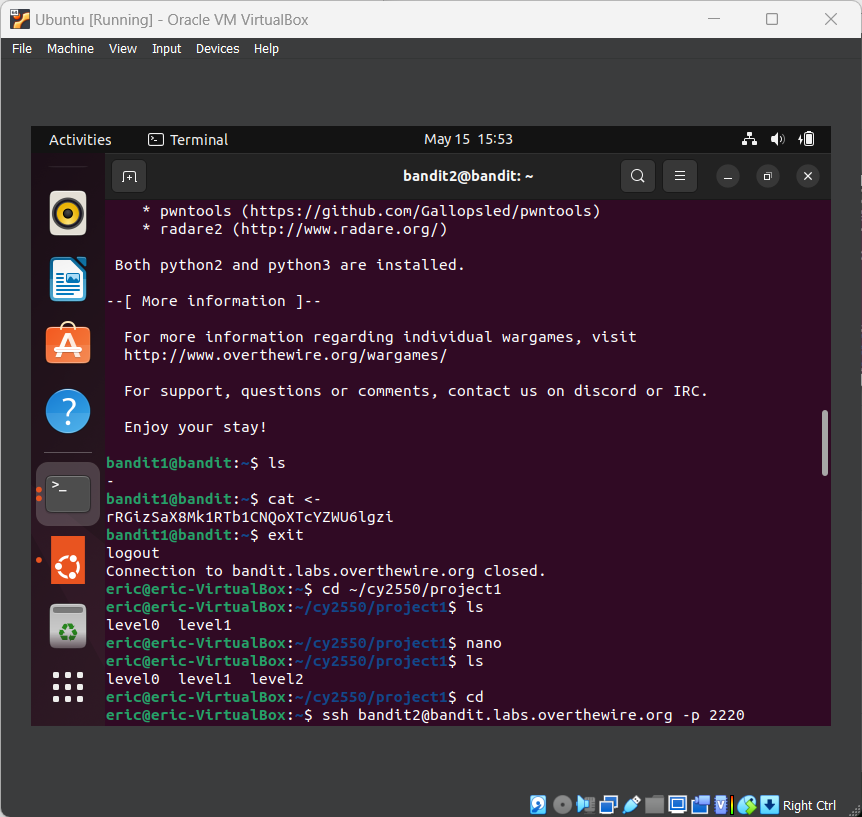 Ubuntu [Running] - Oracle VM VirtualBox
File Machine View Input Devices Help
Activities Terminal May 15 15:53
bandit2@bandit: ~
* pwntools (https://github.com/Gallopsled/pwntools)
* radare2 (http://www.radare.org/)
Both python2 and python3 are installed.
--[ More information ]--
For more information regarding individual wargames, visit
http://www.overthewire.org/wargames/
For support, questions or comments, contact us on discord or IRC.
Enjoy your stay!
bandit1@bandit:~$ ls
-
bandit1@bandit:~$ cat <-
rRGizSaX8Mk1RTb1CNQoXTcYZWU6lgzi
bandit1@bandit:~$ exit
logout
Connection to bandit.labs.overthewire.org closed.
eric@eric-VirtualBox:~$ cd ~/cy2550/project1
eric@eric-VirtualBox:~/cy2550/project1$ ls
level0  level1
eric@eric-VirtualBox:~/cy2550/project1$ nano
eric@eric-VirtualBox:~/cy2550/project1$ ls
level0  level1  level2
eric@eric-VirtualBox:~/cy2550/project1$ cd
eric@eric-VirtualBox:~$ ssh bandit2@bandit.labs.overthewire.org -p 2220
Right Ctrl